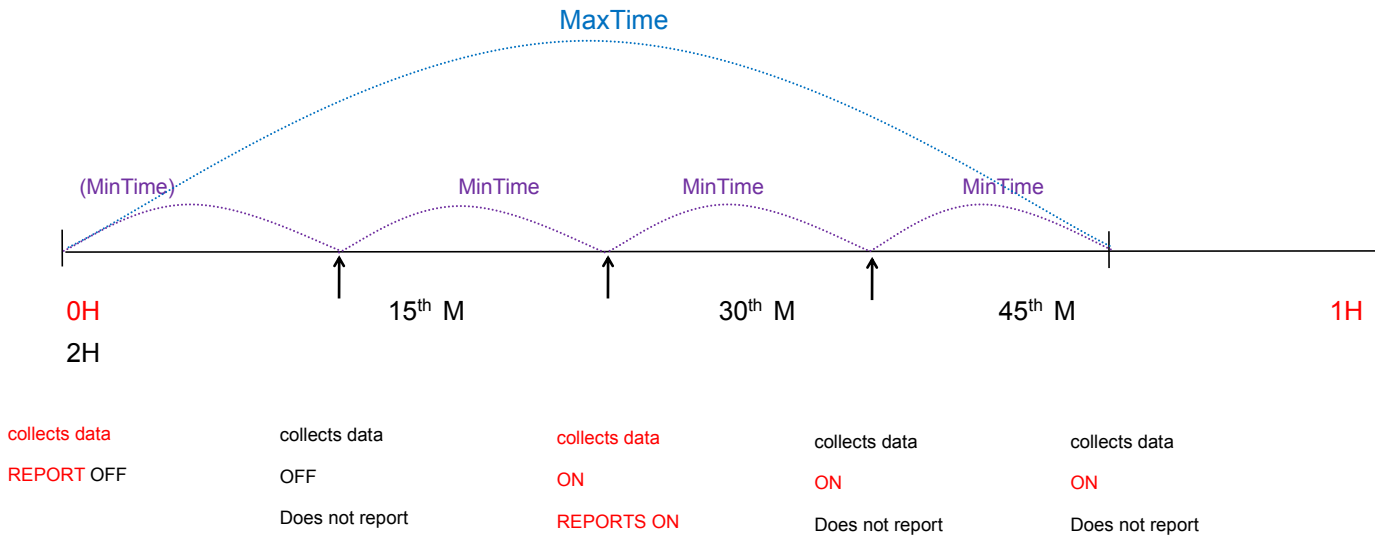 MaxTime
(MinTime) MinTime MinTime MinTime
0H 15th M 30th M 45th M 1H
2H
collects data
REPORT OFF
collects data
OFF
Does not report
collects data
ON
REPORTS ON
collects data
ON
Does not report
collects data
ON
Does not report